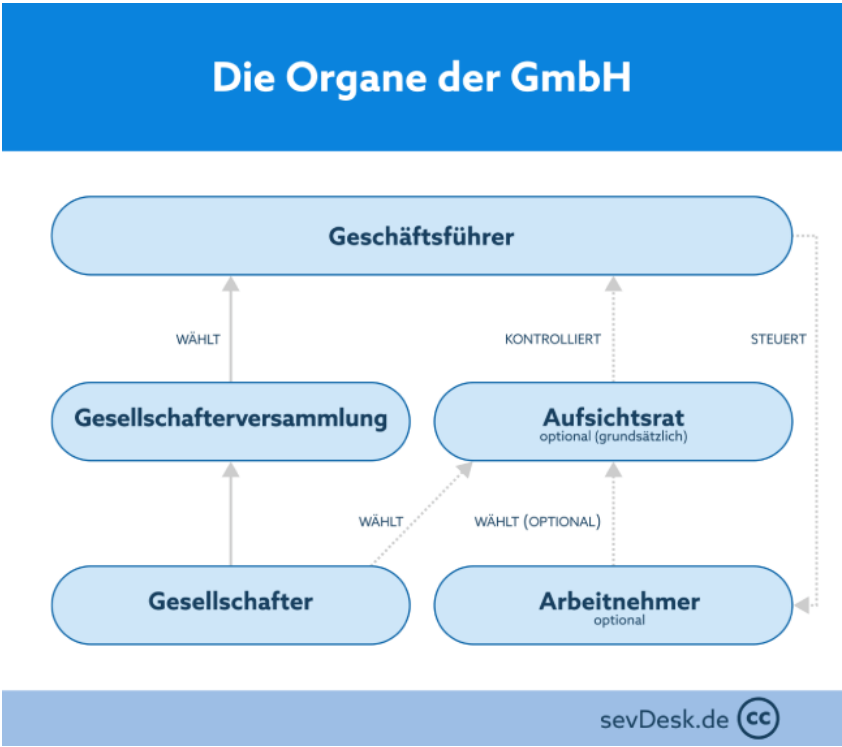 Die Organe der GmbH
Geschäftsführer
WÄHLT
KONTROLLIERT
STEUERT
Gesellschafterversammlung
Aufsichtsrat
optional (grundsätzlich)
WÄHLT
WÄHLT (OPTIONAL)
Gesellschafter
Arbeitnehmer
optional
sevDesk.de cc